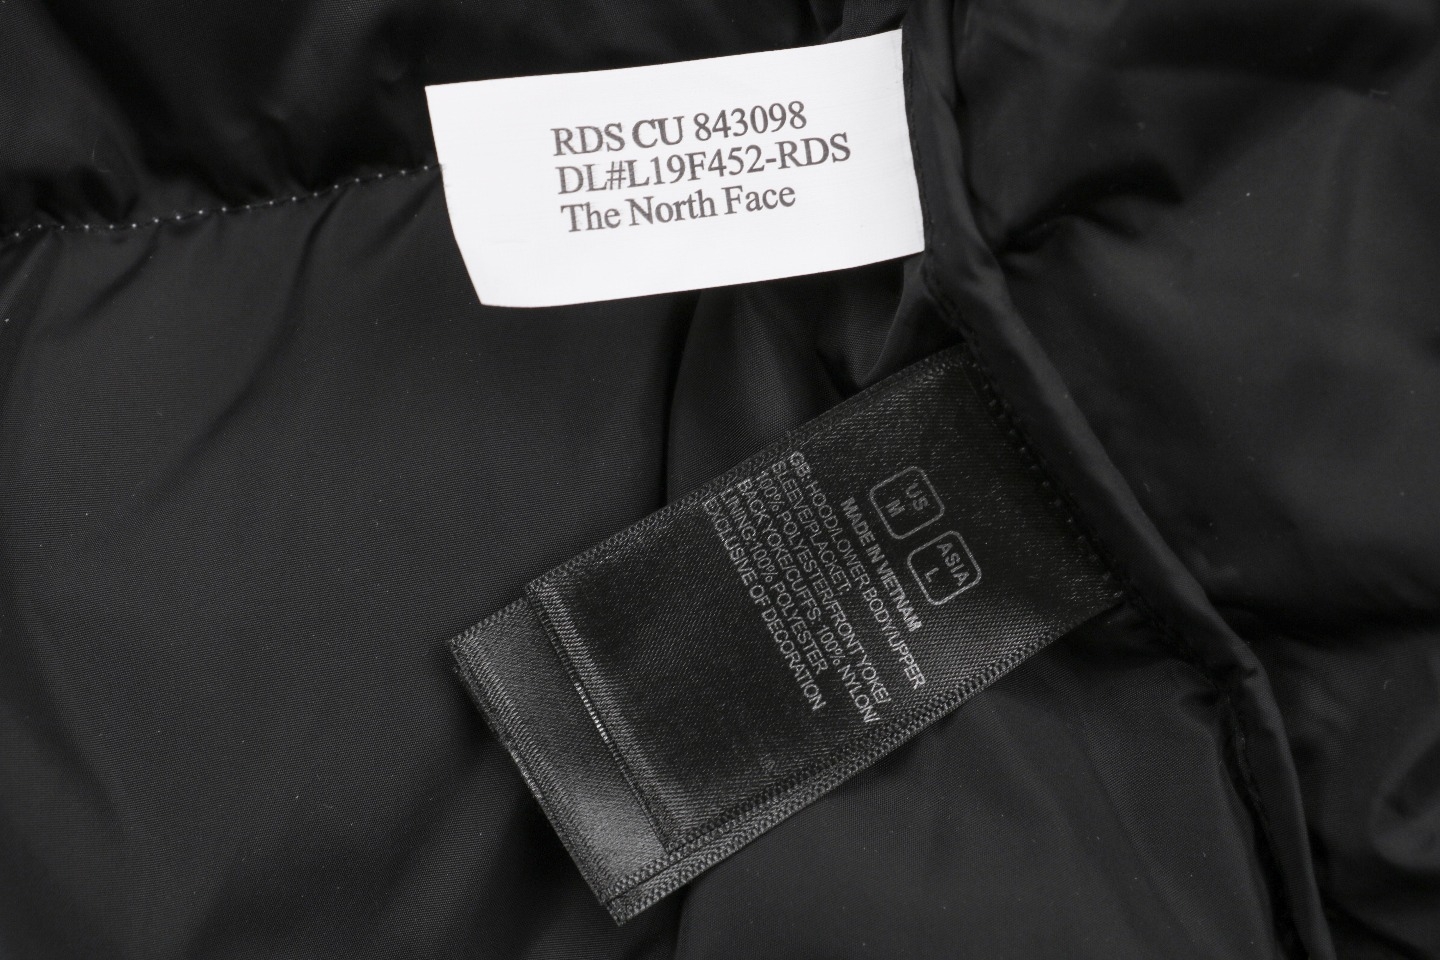 RDS CU 843098
DL#L19F452-RDS
The North Face
US
M
ASIA
L
MADE IN VIETNAM
GB: HOOD/LOWER BODY/UPPER
SLEEVE/PLACKET:
100% POLYESTER/FRONT YOKE/
BACK YOKE/CUFFS: 100% NYLON/
LINING:100% POLYESTER
EXCLUSIVE OF DECORATION